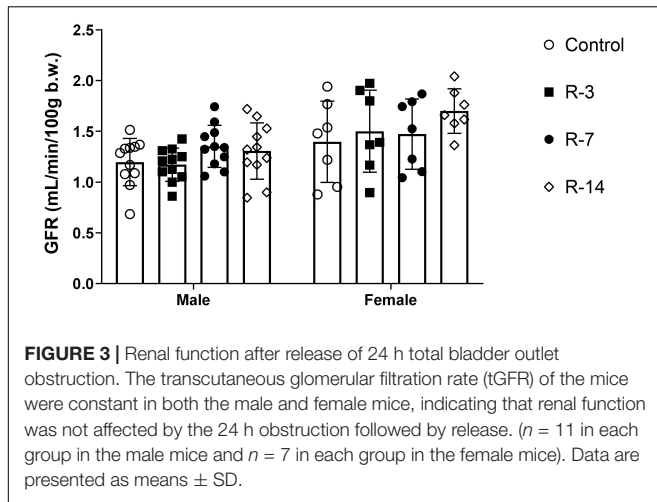 2.5
2.0
1.5
1.0
0.5
0.0
GFR (mL/min/100g b.w.)
Male
Female
Control
R-3
R-7
R-14
FIGURE 3 | Renal function after release of 24 h total bladder outlet
obstruction. The transcutaneous glomerular filtration rate (tGFR) of the mice
were constant in both the male and female mice, indicating that renal function
was not affected by the 24 h obstruction followed by release. (n = 11 in each
group in the male mice and n = 7 in each group in the female mice). Data are
presented as means ± SD.